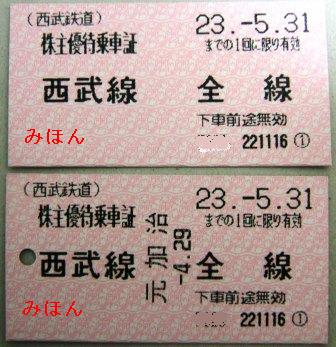 （西武鉄道）
株主優待乗車証
23.-5.31
までの1回に限り有効
西武線 全線
下車前途無効
みほん
221116 ①
（西武鉄道）
株主優待乗車証
23.-5.31
までの1回に限り有効
西武線 全線
元加治
-4.29
下車前途無効
みほん
221116 ①